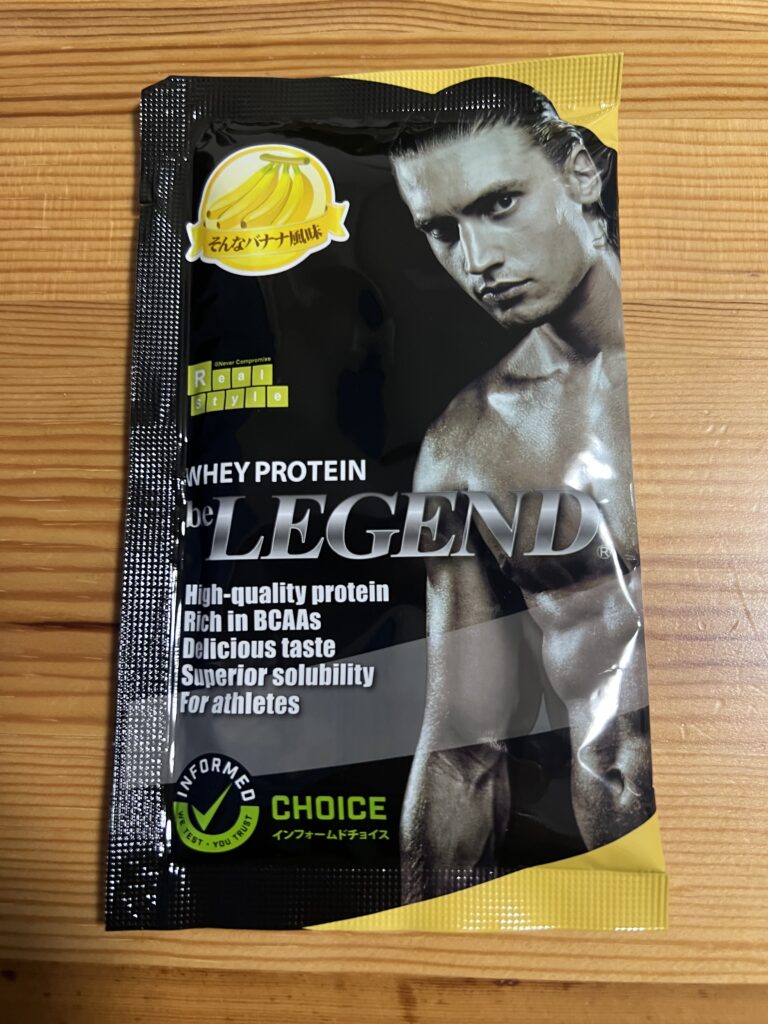 そんなバナナ風味
@Never Compromise
Real
Style
WHEY PROTEIN
be LEGEND®
High-quality protein
Rich in BCAAs
Delicious taste
Superior solubility
For athletes
INFORMED
WE TEST · YOU TRUST
CHOICE
インフォームドチョイス